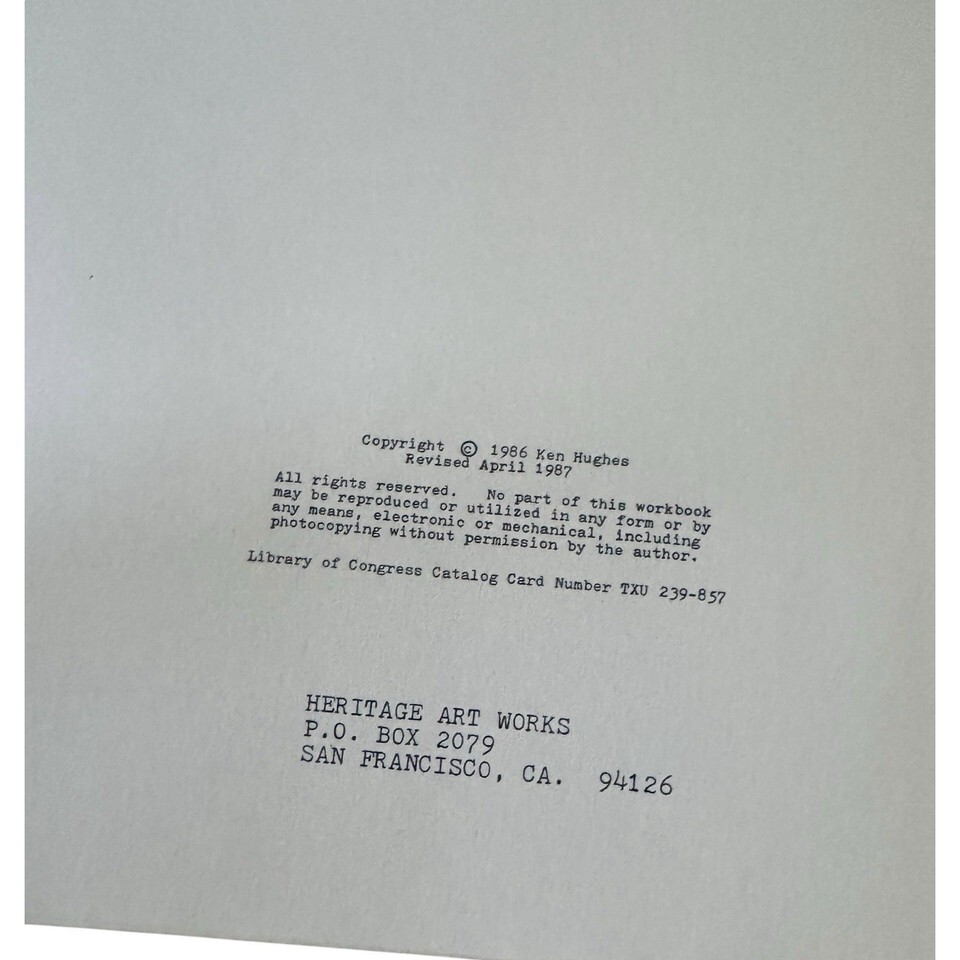 Copyright © 1986 Ken Hughes
Revised April 1987
All rights reserved. No part of this workbook
may be reproduced or utilized in any form or by
any means, electronic or mechanical, including
photocopying without permission by the author.
Library of Congress Catalog Card Number TXU 239-857
HERITAGE ART WORKS
P.O. BOX 2079
SAN FRANCISCO, CA. 94126